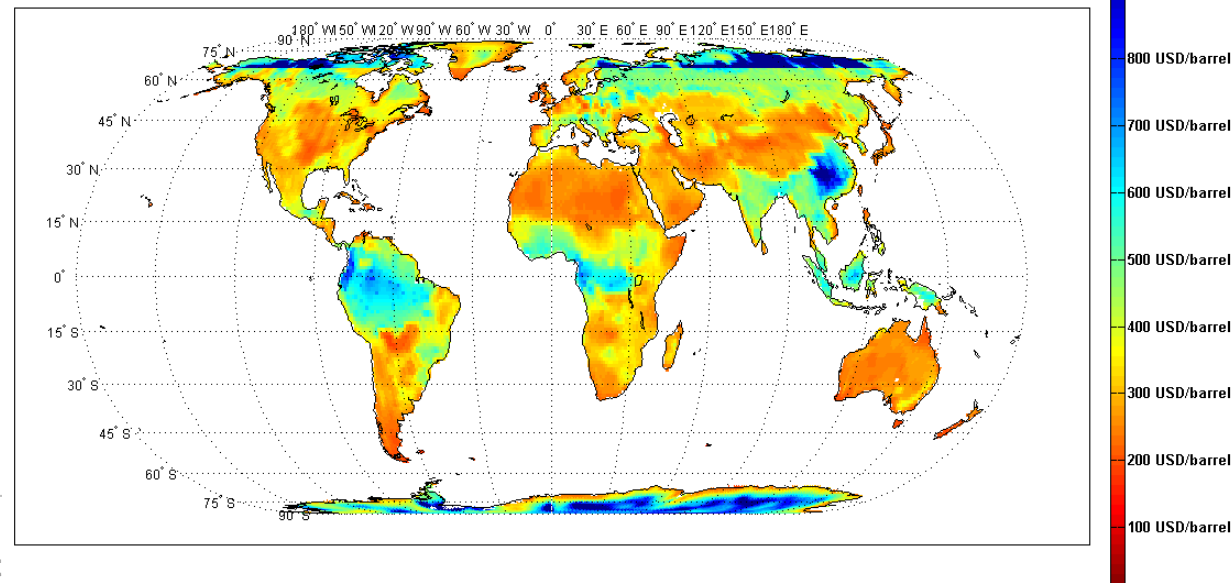 180° W150° W120° W90° W 60° W 30° W 0° 30° E 60° E 90° E120° E150° E180° E
90° N
75° N
60° N
45° N
30° N
15° N
0°
15° S
30° S
45° S
60° S
75° S
90° S
800 USD/barrel
700 USD/barrel
600 USD/barrel
500 USD/barrel
400 USD/barrel
300 USD/barrel
200 USD/barrel
100 USD/barrel